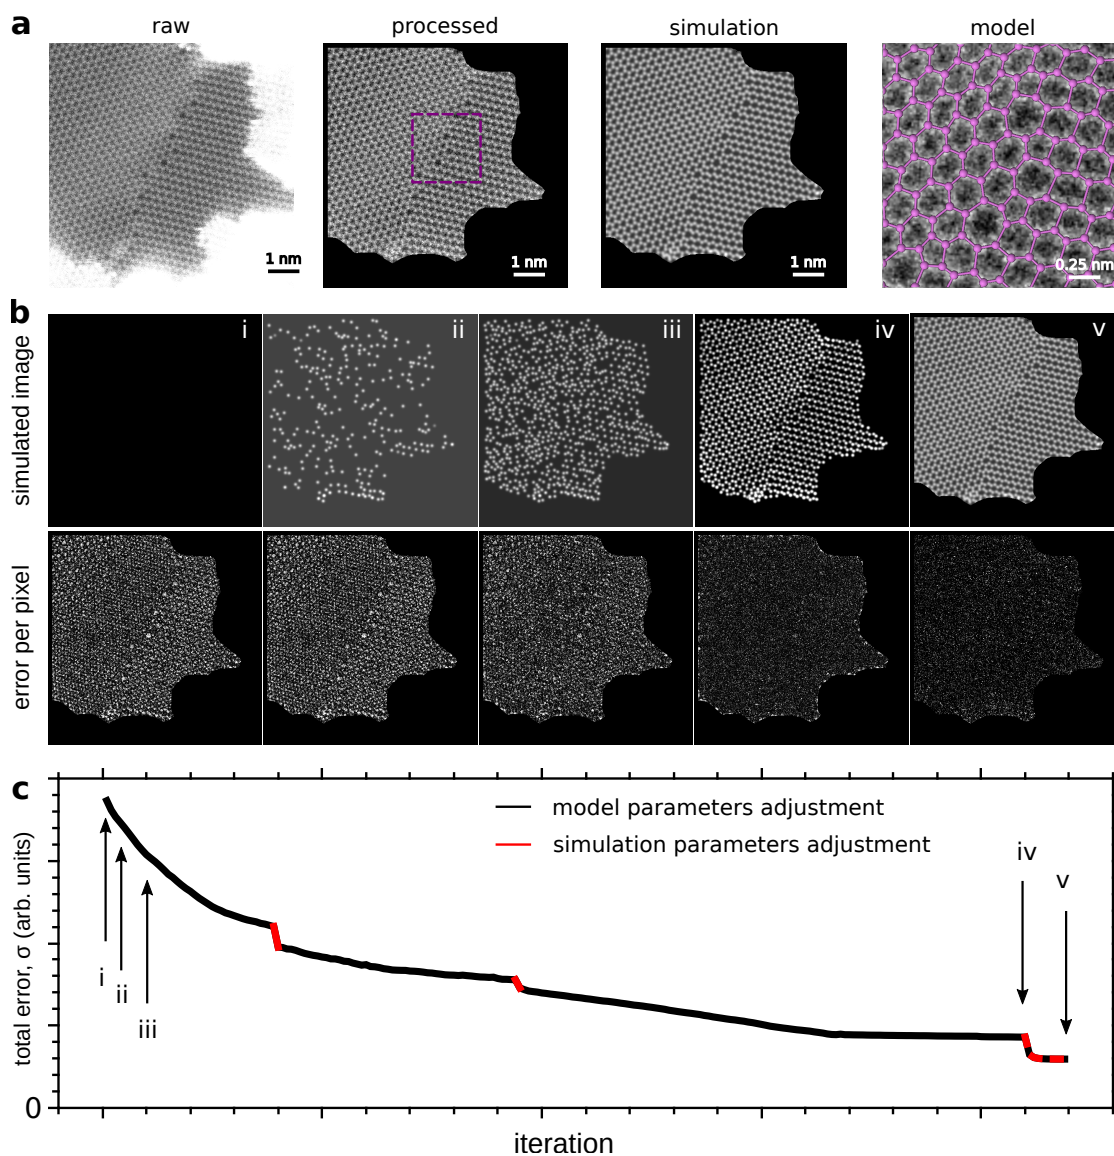 a
raw
processed
simulation
model
1 nm
1 nm
1 nm
0.25 nm
b
simulated image
i
ii
iii
iv
v
error per pixel
c
model parameters adjustment
simulation parameters adjustment
iv
v
i
ii
iii
total error, σ (arb. units)
0
iteration